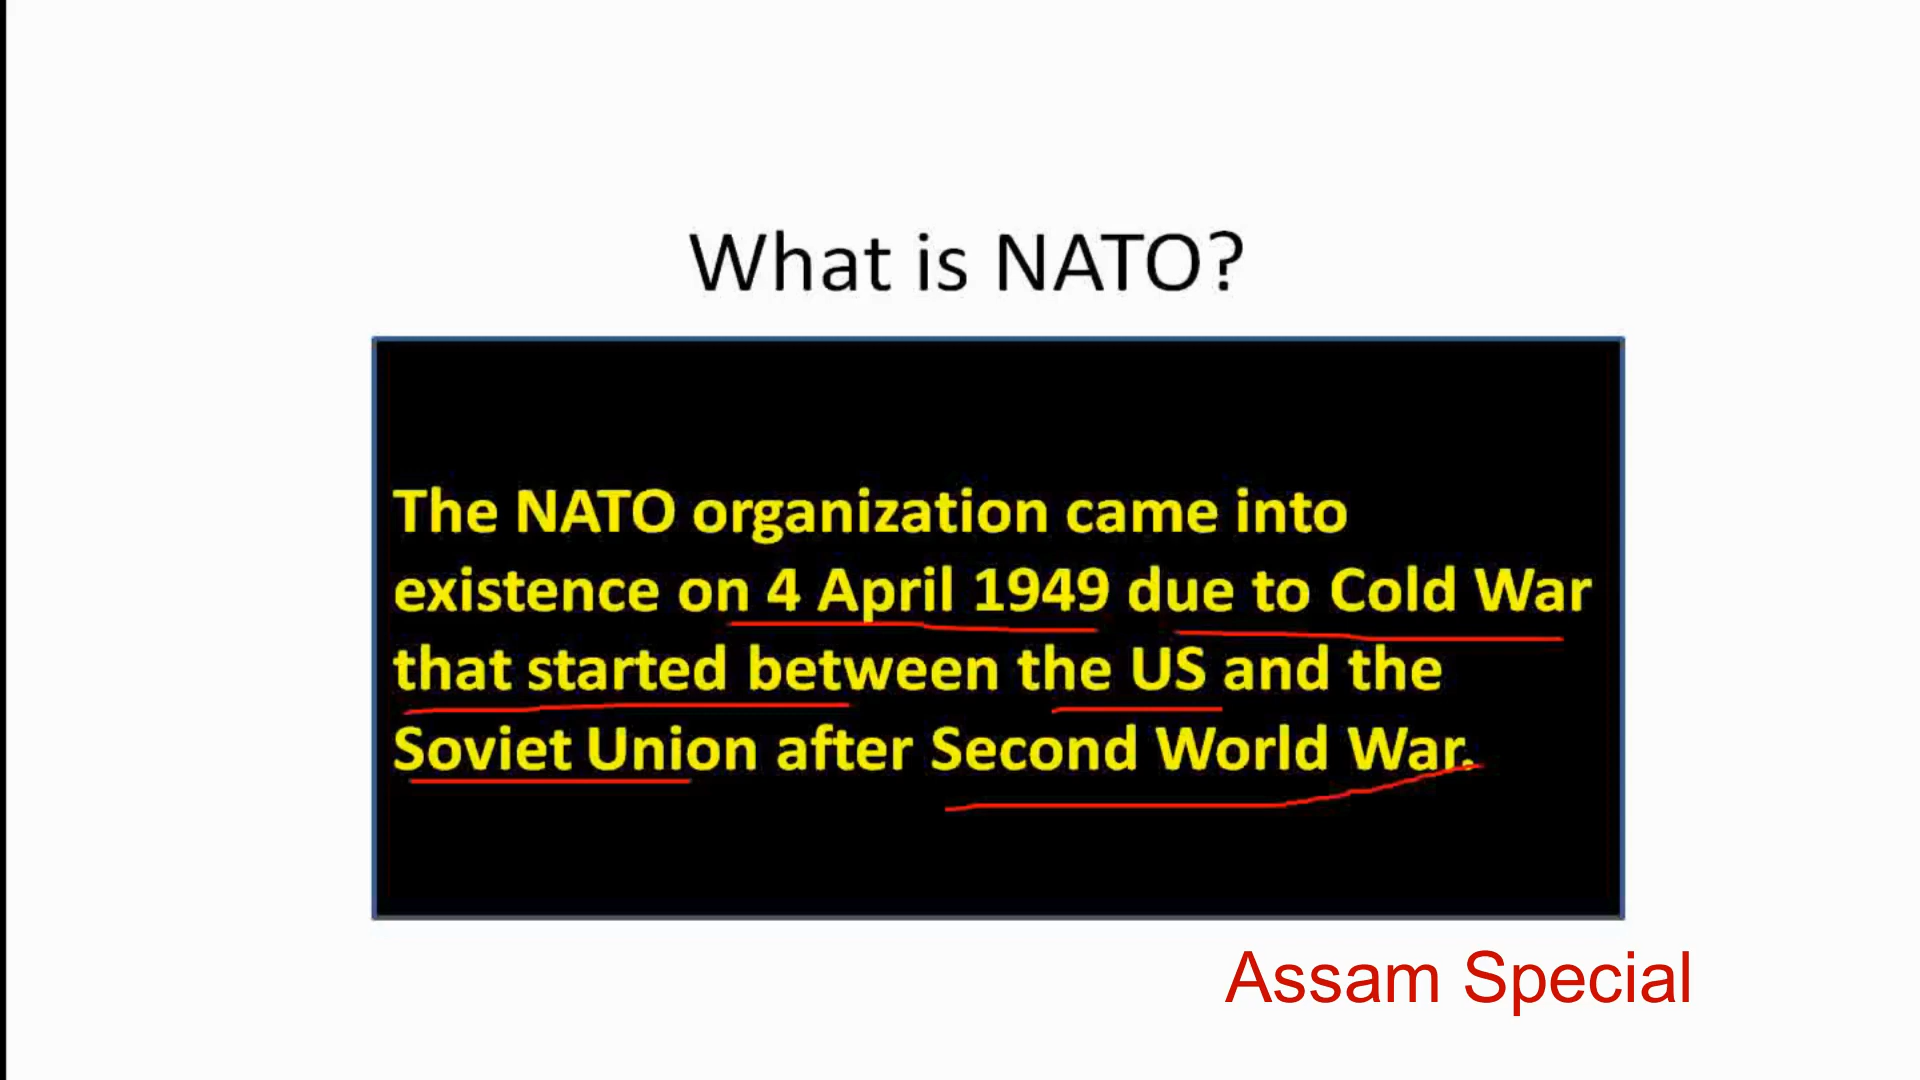 What is NATO?
The NATO organization came into
existence on 4 April 1949 due to Cold War
that started between the US and the
Soviet Union after Second World War.
Assam Special